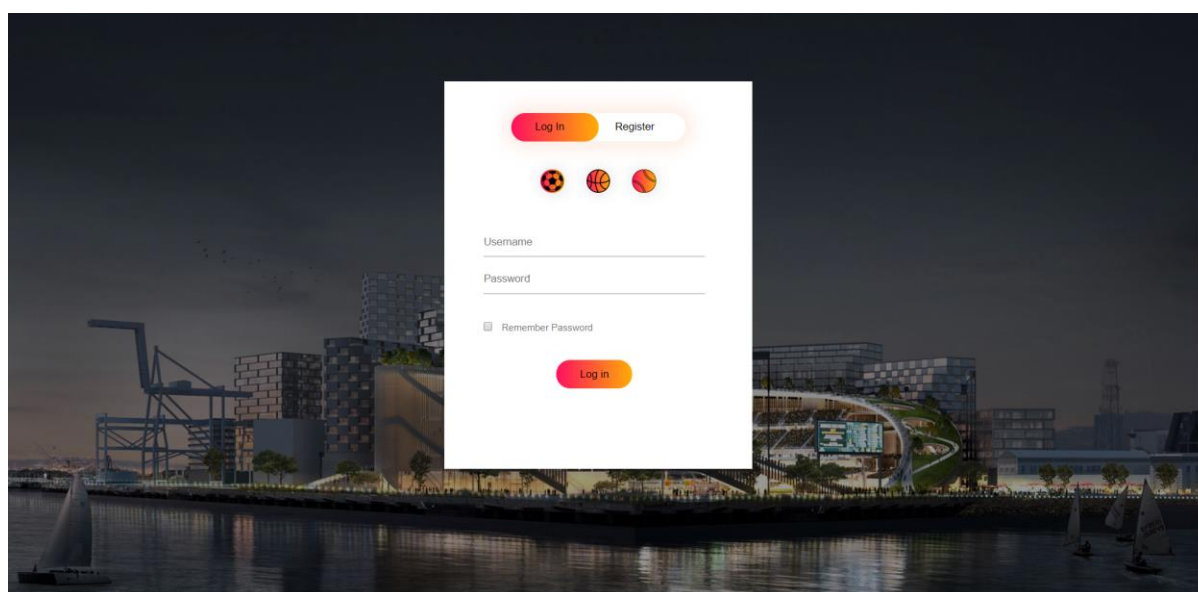 Log In
Register
Username
Password
Remember Password
Log in